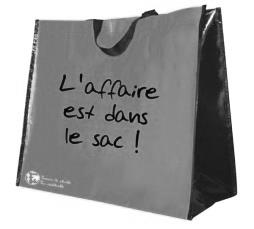 L'affaire
est dans
le sac !